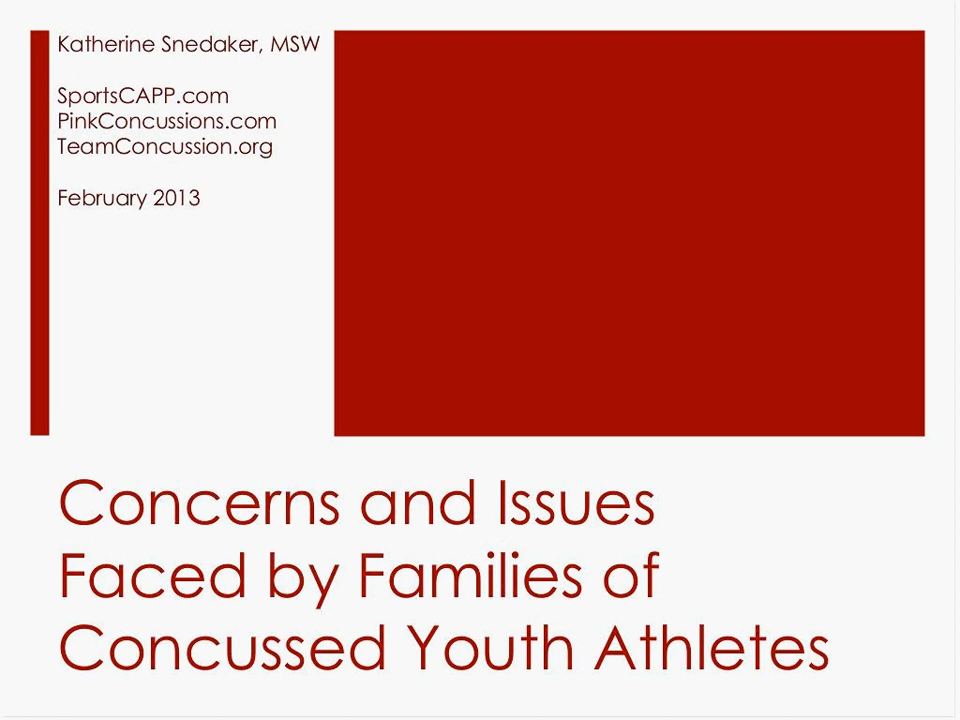 Katherine Snedaker, MSW
SportsCAPP.com
PinkConcussions.com
TeamConcussion.org
February 2013
Concerns and Issues
Faced by Families of
Concussed Youth Athletes